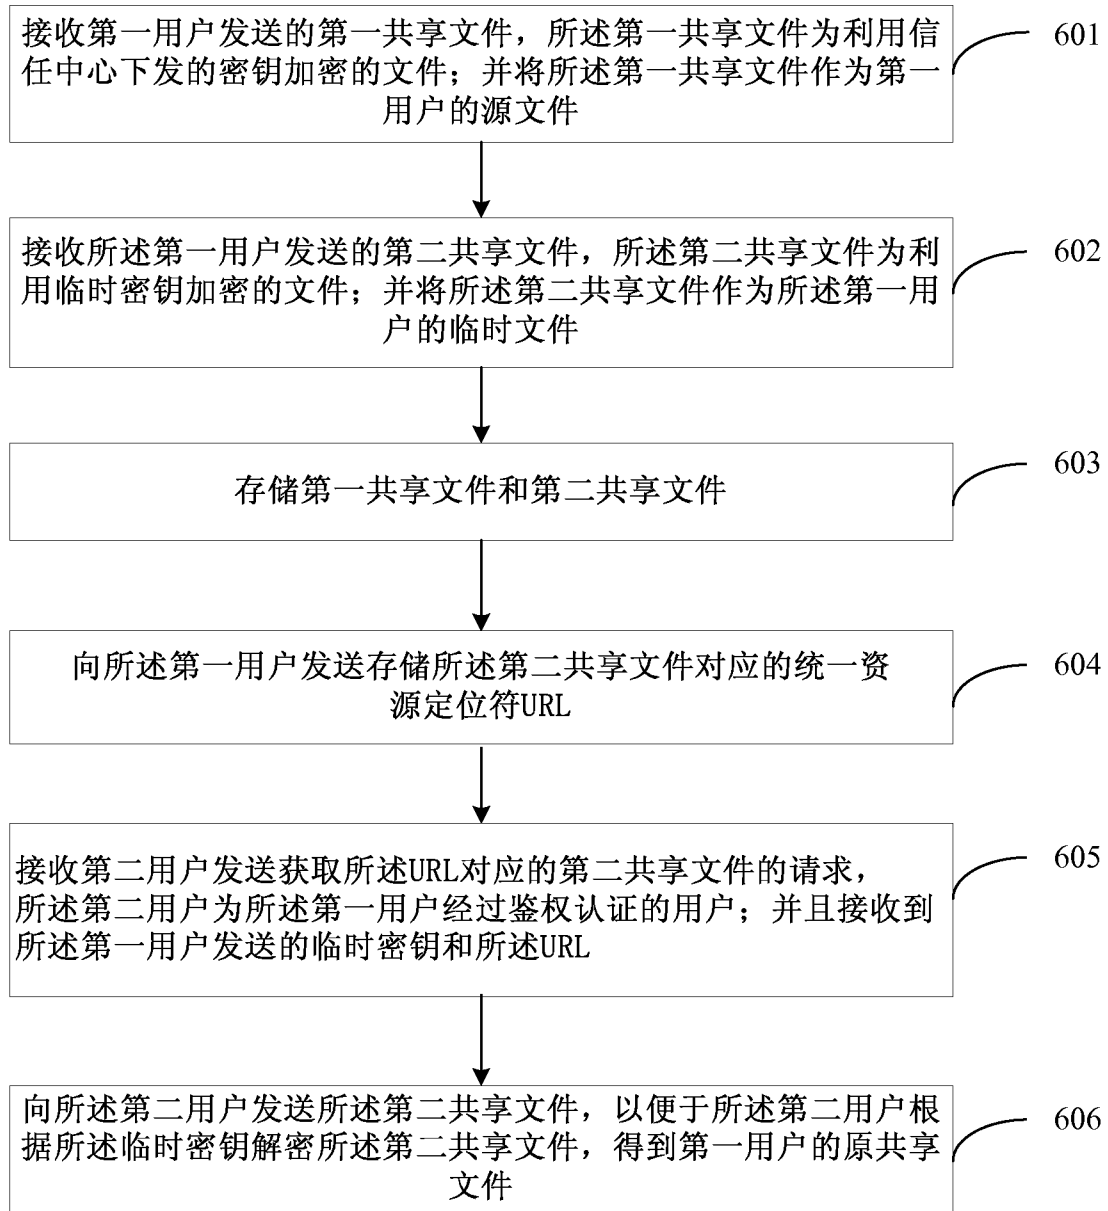 接收第一用户发送的第一共享文件，所述第一共享文件为利用信
任中心下发的密钥加密的文件；并将所述第一共享文件作为第一
用户的源文件
601
接收所述第一用户发送的第二共享文件，所述第二共享文件为利
用临时密钥加密的文件；并将所述第二共享文件作为所述第一用
户的临时文件
602
存储第一共享文件和第二共享文件
603
向所述第一用户发送存储所述第二共享文件对应的统一资
源定位符URL
604
接收第二用户发送获取所述URL对应的第二共享文件的请求，
所述第二用户为所述第一用户经过鉴权认证的用户；并且接收到
所述第一用户发送的临时密钥和所述URL
605
向所述第二用户发送所述第二共享文件，以便于所述第二用户根
据所述临时密钥解密所述第二共享文件，得到第一用户的原共享
文件
606